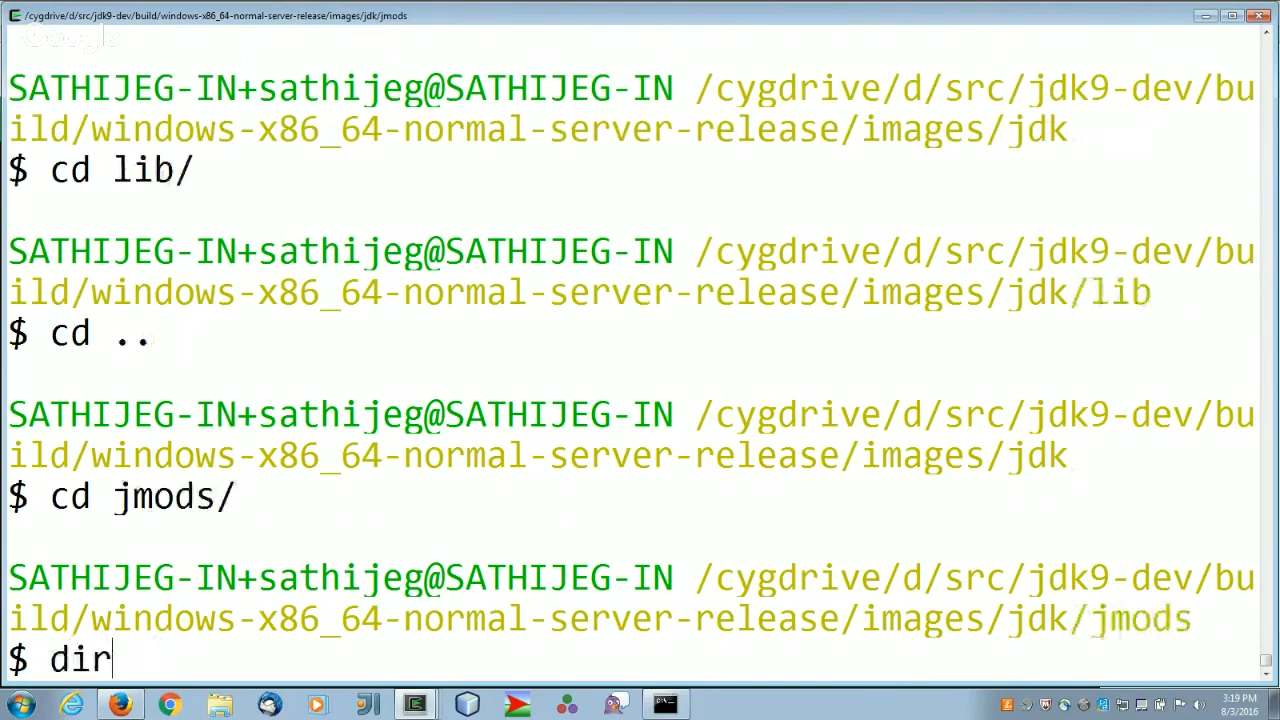 /cygdrive/d/src/jdk9-dev/build/windows-x86_64-normal-server-release/images/jdk/jmods
Google
SATHIJEG-IN+sathijeg@SATHIJEG-IN /cygdrive/d/src/jdk9-dev/bu
ild/windows-x86_64-normal-server-release/images/jdk
$ cd lib/
SATHIJEG-IN+sathijeg@SATHIJEG-IN /cygdrive/d/src/jdk9-dev/bu
ild/windows-x86_64-normal-server-release/images/jdk/lib
$ cd ..
SATHIJEG-IN+sathijeg@SATHIJEG-IN /cygdrive/d/src/jdk9-dev/bu
ild/windows-x86_64-normal-server-release/images/jdk
$ cd jmods/
SATHIJEG-IN+sathijeg@SATHIJEG-IN /cygdrive/d/src/jdk9-dev/bu
ild/windows-x86_64-normal-server-release/images/jdk/jmods
$ dir
3:19 PM
8/3/2016